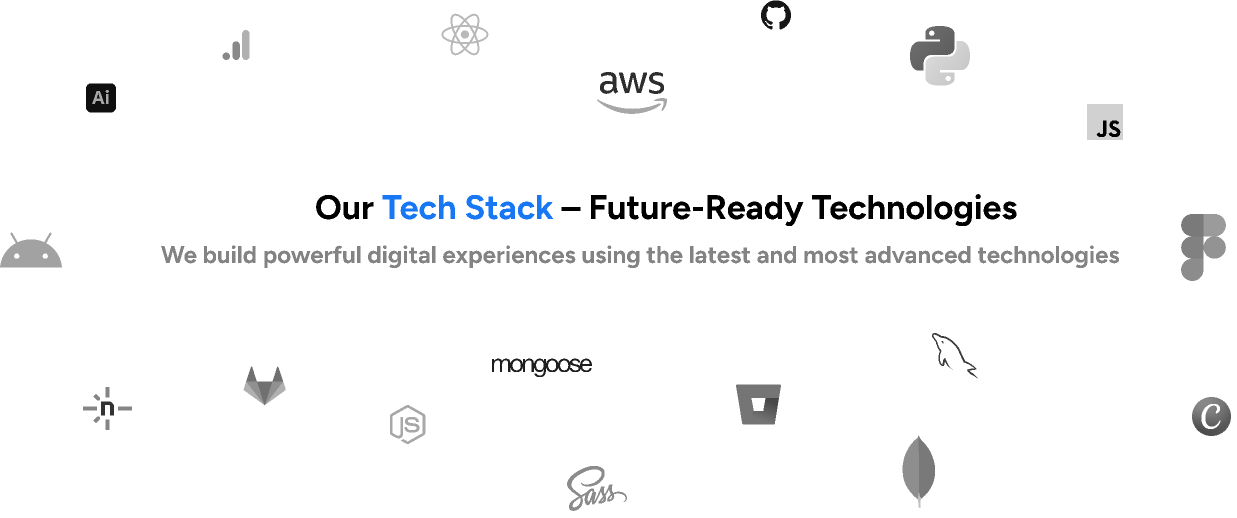 aws
Ai
JS
Our Tech Stack – Future-Ready Technologies
We build powerful digital experiences using the latest and most advanced technologies
mongoose
n
JS
C
Sass